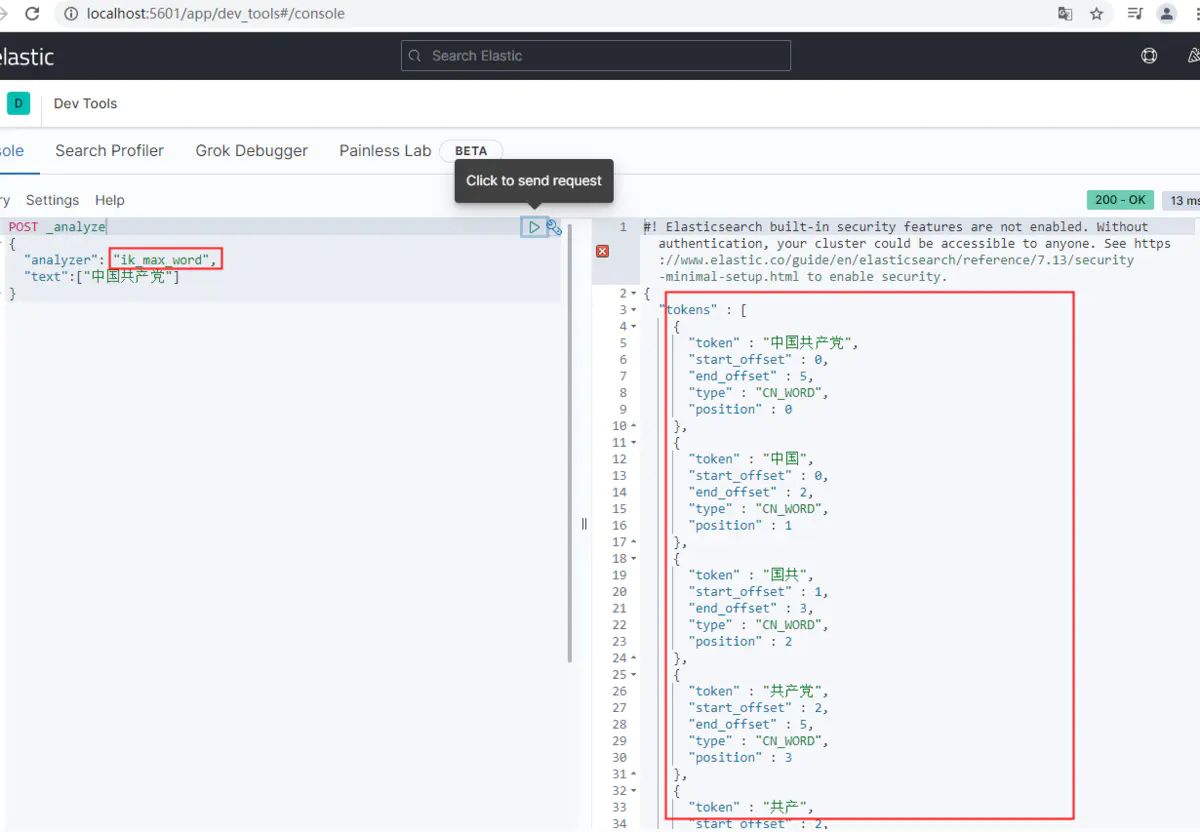 localhost:5601/app/dev_tools#/console
elastic
Search Elastic
D
Dev Tools
Search Profiler
Grok Debugger
Painless Lab
BETA
Click to send request
Settings
Help
200 - OK
13 ms
POST _analyze
{
"analyzer": "ik_max_word",
"text":["中国共产党"]
}
1 #! Elasticsearch built-in security features are not enabled. Without
authentication, your cluster could be accessible to anyone. See https
://www.elastic.co/guide/en/elasticsearch/reference/7.13/security
-minimal-setup.html to enable security.
2 {
3 "tokens" : [
4 {
5 "token" : "中国共产党",
6 "start_offset" : 0,
7 "end_offset" : 5,
8 "type" : "CN_WORD",
9 "position" : 0
10 },
11 {
12 "token" : "中国",
13 "start_offset" : 0,
14 "end_offset" : 2,
15 "type" : "CN_WORD",
16 "position" : 1
17 },
18 {
19 "token" : "国共",
20 "start_offset" : 1,
21 "end_offset" : 3,
22 "type" : "CN_WORD",
23 "position" : 2
24 },
25 {
26 "token" : "共产党",
27 "start_offset" : 2,
28 "end_offset" : 5,
29 "type" : "CN_WORD",
30 "position" : 3
31 },
32 {
33 "token" : "共产",
34 "start_offset" : 2,